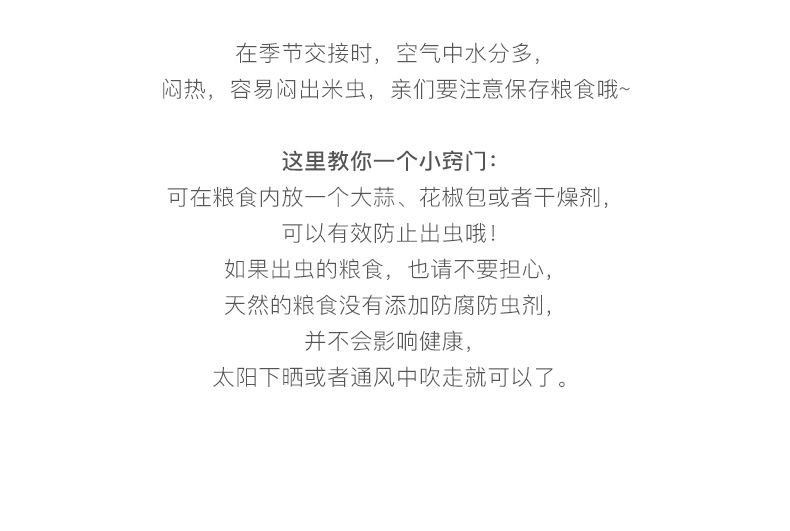 在季节交接时，空气中水分多，
闷热，容易闷出米虫，亲们要注意保存粮食哦~
这里教你一个小窍门：
可在粮食内放一个大蒜、花椒包或者干燥剂，
可以有效防止出虫哦！
如果出虫的粮食，也请不要担心，
天然的粮食没有添加防腐防虫剂，
并不会影响健康，
太阳下晒或者通风中吹走就可以了。